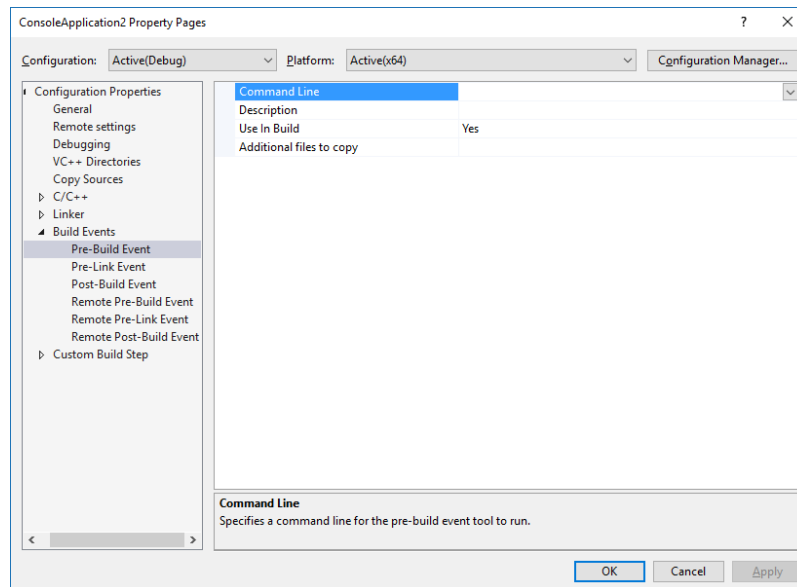 ConsoleApplication2 Property Pages
Configuration: Active(Debug) Platform: Active(x64) Configuration Manager...
Configuration Properties
General
Remote settings
Debugging
VC++ Directories
Copy Sources
C/C++
Linker
Build Events
Pre-Build Event
Pre-Link Event
Post-Build Event
Remote Pre-Build Event
Remote Pre-Link Event
Remote Post-Build Event
Custom Build Step
Command Line
Description
Use In Build Yes
Additional files to copy
Command Line
Specifies a command line for the pre-build event tool to run.
OK Cancel Apply